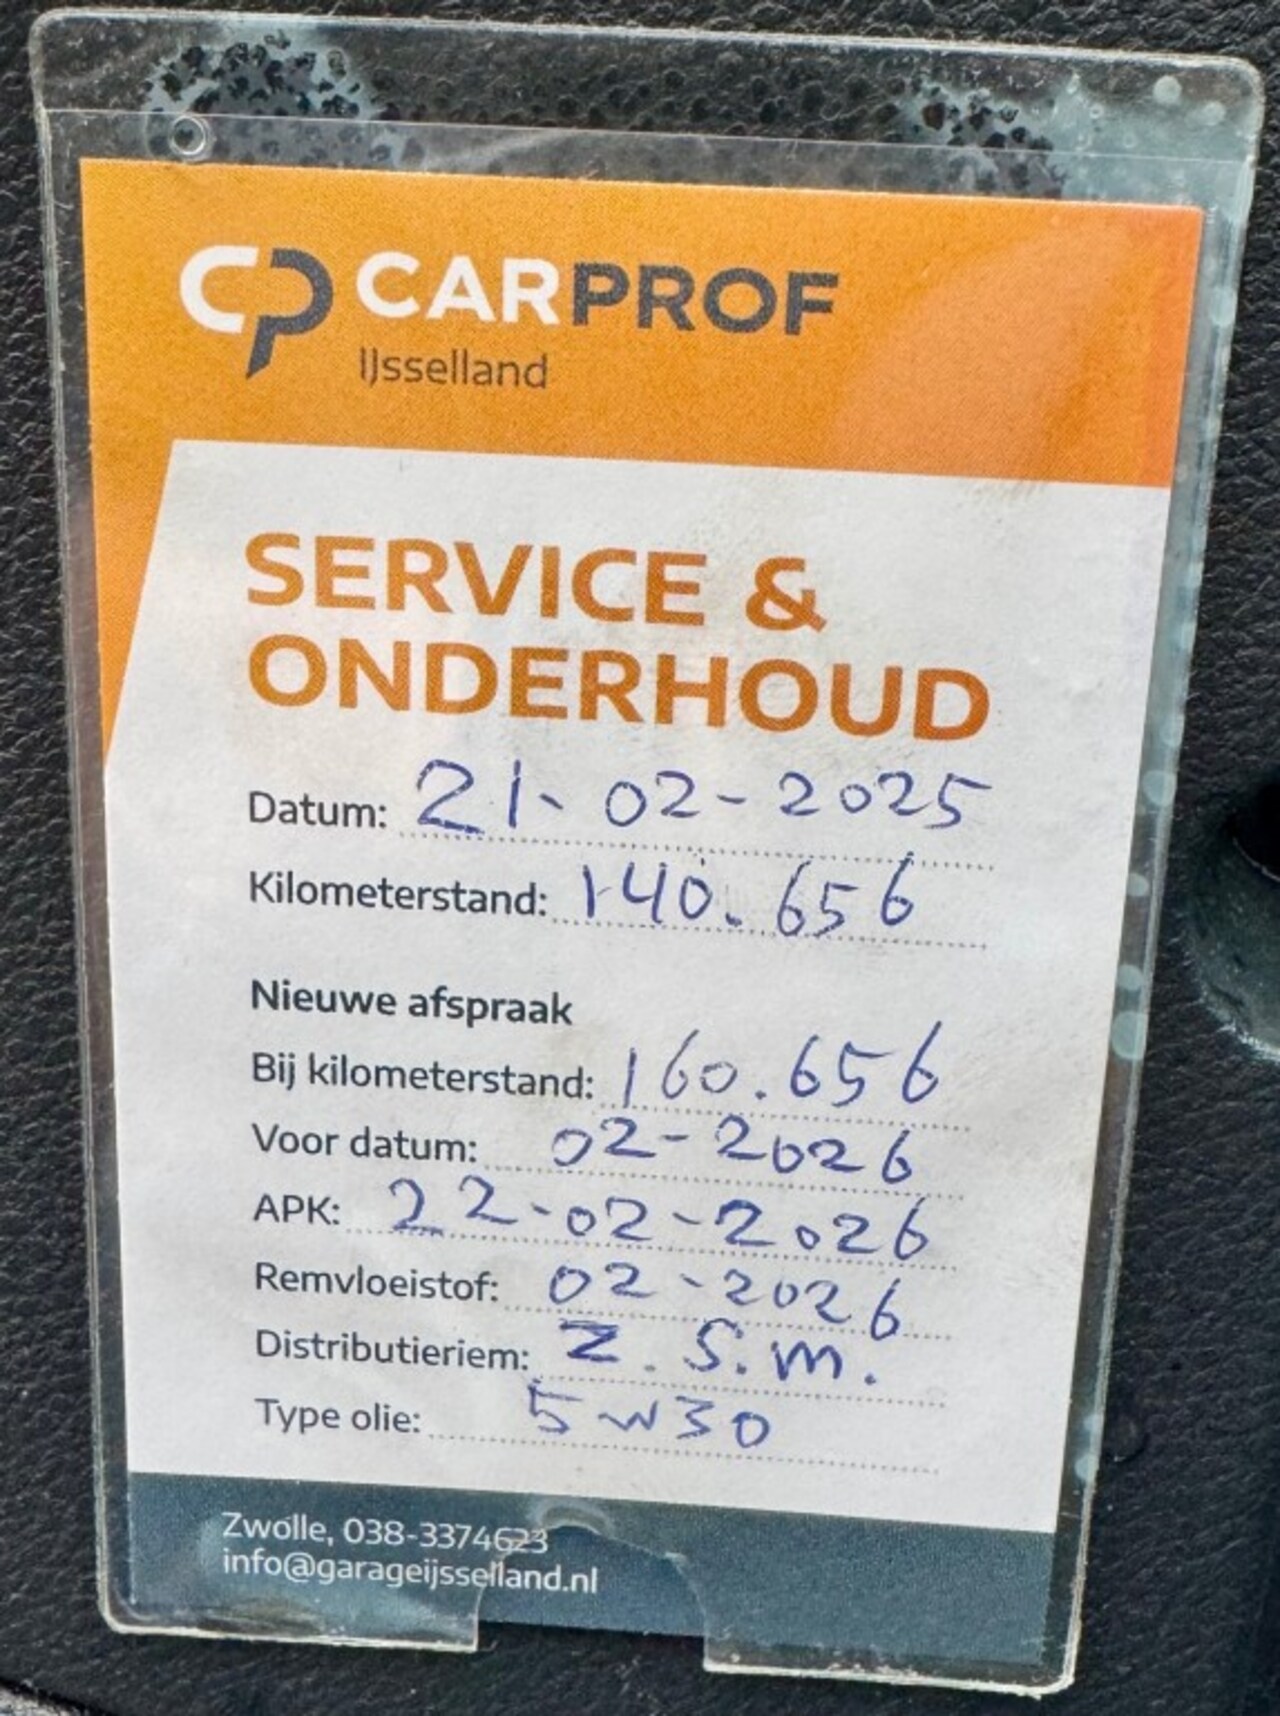 CARPROF
IJsselland
SERVICE &
ONDERHOUD
Datum: 21-02-2025
Kilometerstand: 140.656
Nieuwe afspraak
Bij kilometerstand: 160.656
Voor datum: 02-2026
APK: 22-02-2026
Remvloeistof: 02-2026
Distributieriem: Z.S.m.
Type olie: 5w30
Zwolle, 038-3374623
info@garageijsselland.nl